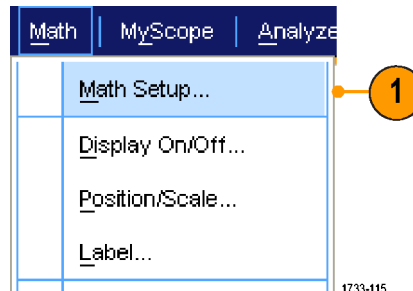 Math | MyScope | Analyze
Math Setup... 1
Display On/Off...
Position/Scale...
Label...
1733-115